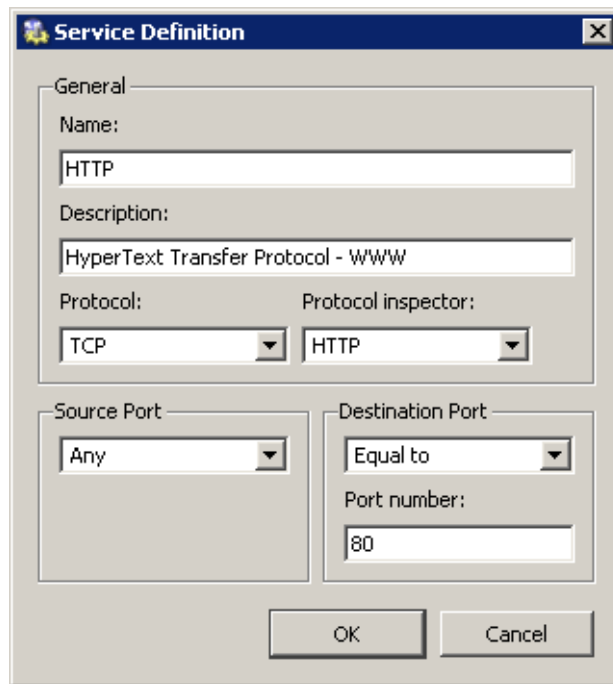 Service Definition
General
Name:
HTTP
Description:
HyperText Transfer Protocol - WWW
Protocol: Protocol inspector:
TCP HTTP
Source Port Destination Port
Any Equal to
Port number:
80
OK Cancel